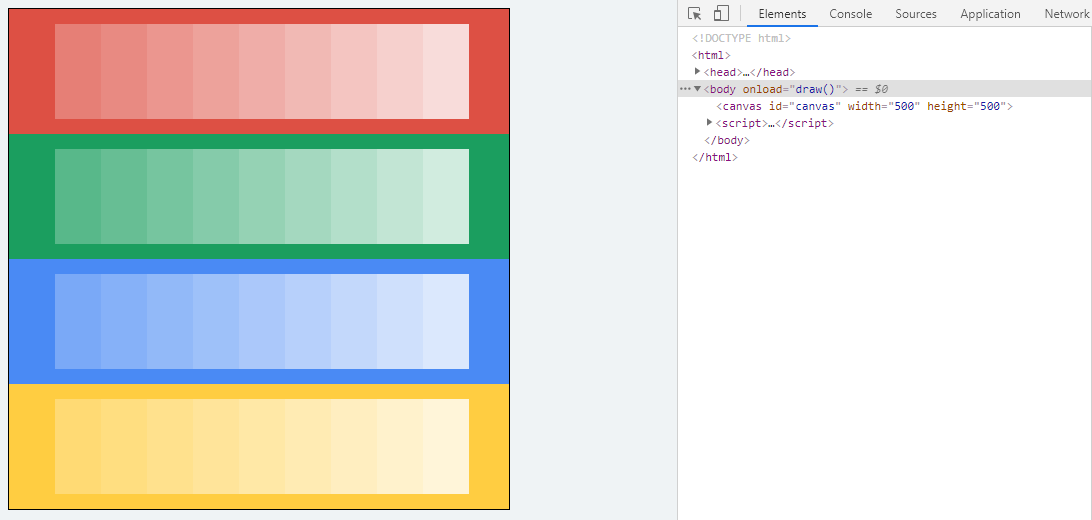 Elements Console Sources Application Network
<!DOCTYPE html>
<html>
<head>…</head>
<body onload="draw()"> == $0
<canvas id="canvas" width="500" height="500">
<script>…</script>
</body>
</html>